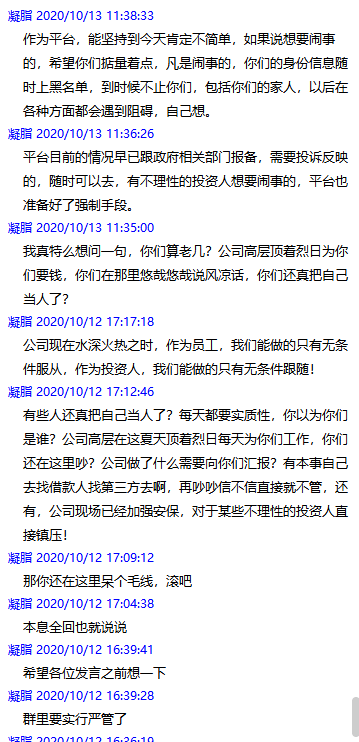 凝脂 2020/10/13 11:38:33
作为平台，能坚持到今天肯定不简单，如果说想要闹事
的，希望你们掂量着点，凡是闹事的，你们的身份信息随
时上黑名单，到时候不止你们，包括你们的家人，以后在
各种方面都会遇到阻碍，自己想。
凝脂 2020/10/13 11:36:26
平台目前的情况早已跟政府相关部门报备，需要投诉反映
的，随时可以去，有不理性的投资人想要闹事的，平台也
准备好了强制手段。
凝脂 2020/10/13 11:35:00
我真特么想问一句，你们算老几？公司高层顶着烈日为你
们要钱，你们在那里悠哉悠哉说风凉话，你们还真把自己
当人了？
凝脂 2020/10/12 17:17:18
公司现在水深火热之时，作为员工，我们能做的只有无条
件服从，作为投资人，我们能做的只有无条件跟随！
凝脂 2020/10/12 17:12:46
有些人还真把自己当人了？每天都要实质性，你以为你们
是谁？公司高层在这夏天顶着烈日每天为你们工作，你们
还在这里吵？公司做了什么需要向你们汇报？有本事自己
去找借款人找第三方去啊，再吵吵信不信直接就不管，还
有，公司现场已经加强安保，对于某些不理性的投资人直
接镇压！
凝脂 2020/10/12 17:09:12
那你还在这里呆个毛线，滚吧
凝脂 2020/10/12 17:04:38
本息全回也就说说
凝脂 2020/10/12 16:39:41
希望各位发言之前想一下
凝脂 2020/10/12 16:39:28
群里要实行严管了
凝脂 2020/10/12 16:36:19